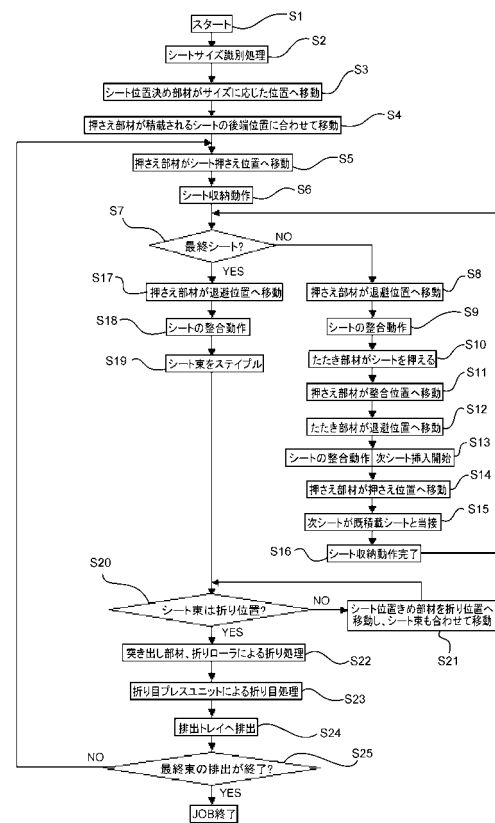 スタート
S1
シートサイズ識別処理
S2
シート位置決め部材がサイズに応じた位置へ移動
S3
押さえ部材が積載されるシートの後端位置に合わせて移動
S4
押さえ部材がシート押さえ位置へ移動
S5
シート収納動作
S6
S7
最終シート?
NO
YES
S17
押さえ部材が退避位置へ移動
S18
シートの整合動作
S19
シート束をステイプル
押さえ部材が退避位置へ移動
S8
シートの整合動作
S9
たたき部材がシートを押える
S10
押さえ部材が整合位置へ移動
S11
たたき部材が退避位置へ移動
S12
シートの整合動作 次シート挿入開始
S13
押さえ部材が押さえ位置へ移動
S14
次シートが既積載シートと当接
S15
S16
シート収納動作完了
S20
シート束は折り位置?
NO
YES
シート位置きめ部材を折り位置へ
移動し、シート束も合わせて移動
S21
突き出し部材、折りローラによる折り処理
S22
折り目プレスユニットによる折り目処理
S23
排出トレイへ排出
S24
最終束の排出が終了?
S25
NO
YES
JOB終了